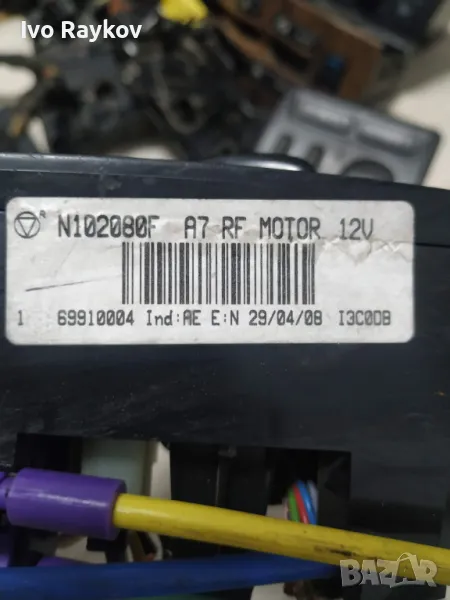 Ivo Raykov
N102080F A7 RF MOTOR 12V
1 69910004 Ind:AE E:N 29/04/08 I3C0DB
BAZAR